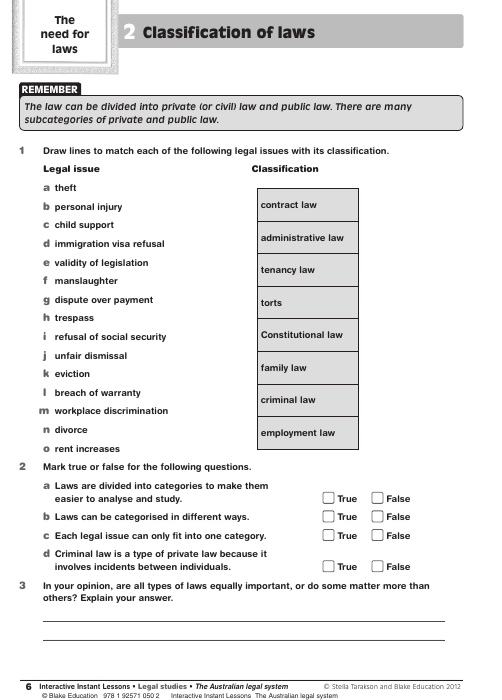 The
need for
laws
2 Classification of laws
REMEMBER
The law can be divided into private (or civil) law and public law. There are many
subcategories of private and public law.
1 Draw lines to match each of the following legal issues with its classification.
Legal issue Classification
a theft
b personal injury
c child support
d immigration visa refusal
e validity of legislation
f manslaughter
g dispute over payment
h trespass
i refusal of social security
j unfair dismissal
k eviction
l breach of warranty
m workplace discrimination
n divorce
o rent increases
contract law
administrative law
tenancy law
torts
Constitutional law
family law
criminal law
employment law
2 Mark true or false for the following questions.
a Laws are divided into categories to make them
easier to analyse and study. True False
b Laws can be categorised in different ways. True False
c Each legal issue can only fit into one category. True False
d Criminal law is a type of private law because it
involves incidents between individuals. True False
3 In your opinion, are all types of laws equally important, or do some matter more than
others? Explain your answer.
6 Interactive Instant Lessons • Legal studies • The Australian legal system © Stella Tarakson and Blake Education 2012
© Blake Education 978 1 92571 050 2 Interactive Instant Lessons The Australian legal system